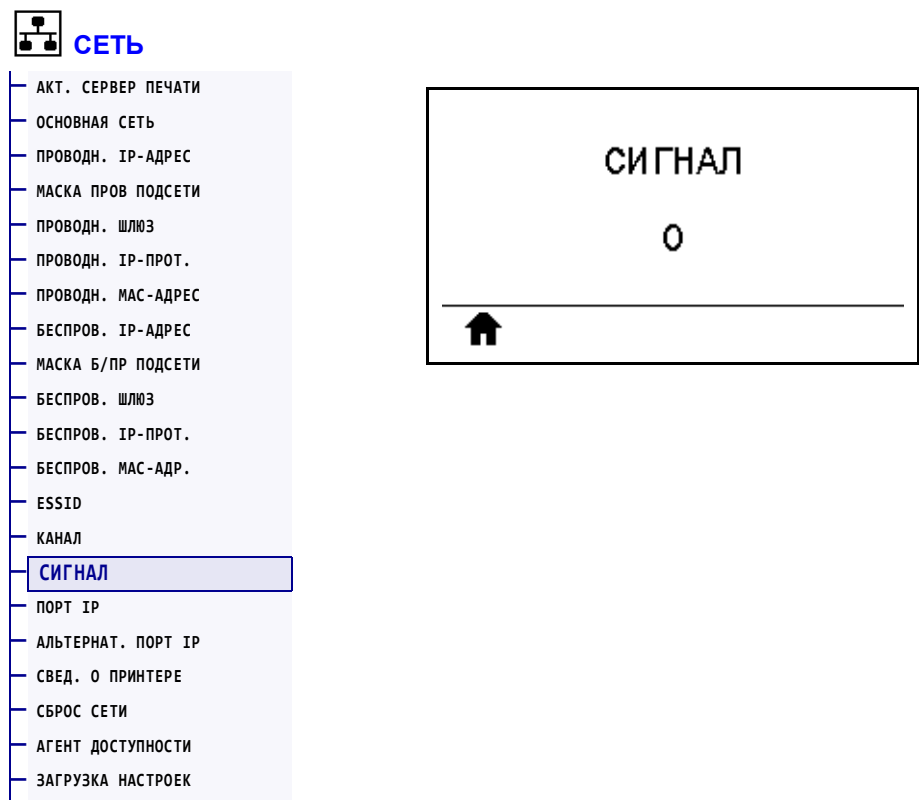 СЕТЬ
АКТ. СЕРВЕР ПЕЧАТИ
ОСНОВНАЯ СЕТЬ
ПРОВОДН. IP-АДРЕС
МАСКА ПРОВ ПОДСЕТИ
ПРОВОДН. ШЛЮЗ
ПРОВОДН. IP-ПРОТ.
ПРОВОДН. MAC-АДРЕС
БЕСПРОВ. IP-АДРЕС
МАСКА Б/ПР ПОДСЕТИ
БЕСПРОВ. ШЛЮЗ
БЕСПРОВ. IP-ПРОТ.
БЕСПРОВ. MAC-АДР.
ESSID
КАНАЛ
СИГНАЛ
ПОРТ IP
АЛЬТЕРНАТ. ПОРТ IP
СВЕД. О ПРИНТЕРЕ
СБРОС СЕТИ
АГЕНТ ДОСТУПНОСТИ
ЗАГРУЗКА НАСТРОЕК
СИГНАЛ
0